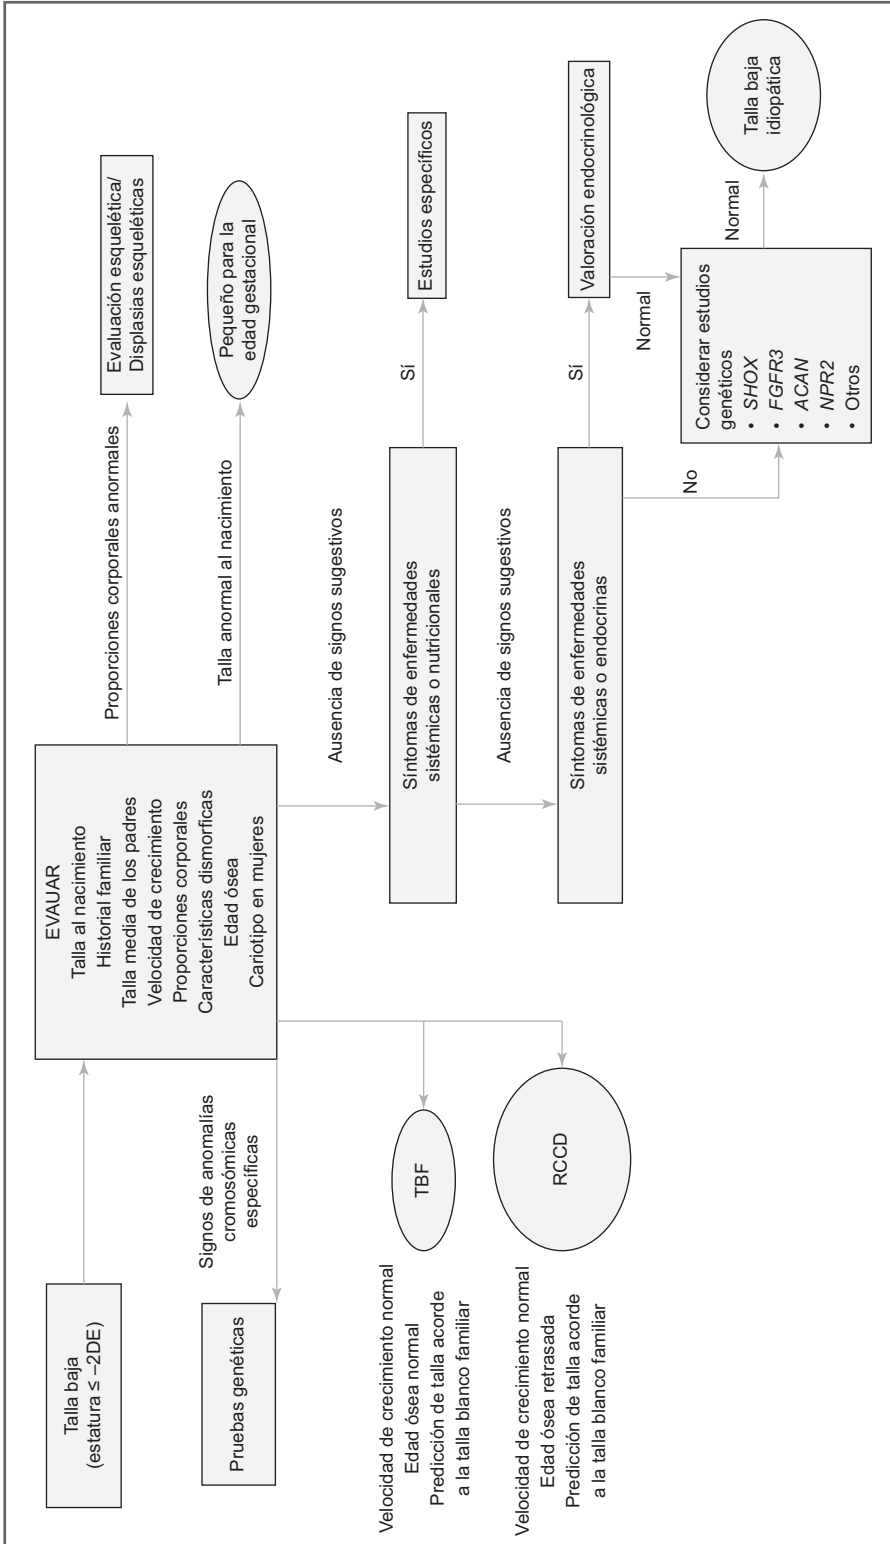 Talla baja
(estatura ≤ –2DE)
EVAUAR
Talla al nacimiento
Historial familiar
Talla media de los padres
Velocidad de crecimiento
Proporciones corporales
Características dismorficas
Edad ósea
Cariotipo en mujeres
Proporciones corporales anormales
Evaluación esquelética/
Displasias esqueléticas
Talla anormal al nacimiento
Pequeño para la
edad gestacional
Signos de anomalías
cromosómicas
específicas
Pruebas genéticas
Velocidad de crecimiento normal
Edad ósea normal
Predicción de talla acorde
a la talla blanco familiar
TBF
Velocidad de crecimiento normal
Edad ósea retrasada
Predicción de talla acorde
a la talla blanco familiar
RCCD
Ausencia de signos sugestivos
Síntomas de enfermedades
sistémicas o nutricionales
Sí
Estudios específicos
Ausencia de signos sugestivos
Síntomas de enfermedades
sistémicas o endocrinas
Sí
Valoración endocrinológica
No
Normal
Considerar estudios
genéticos
• SHOX
• FGFR3
• ACAN
• NPR2
• Otros
Normal
Talla baja
idiopática